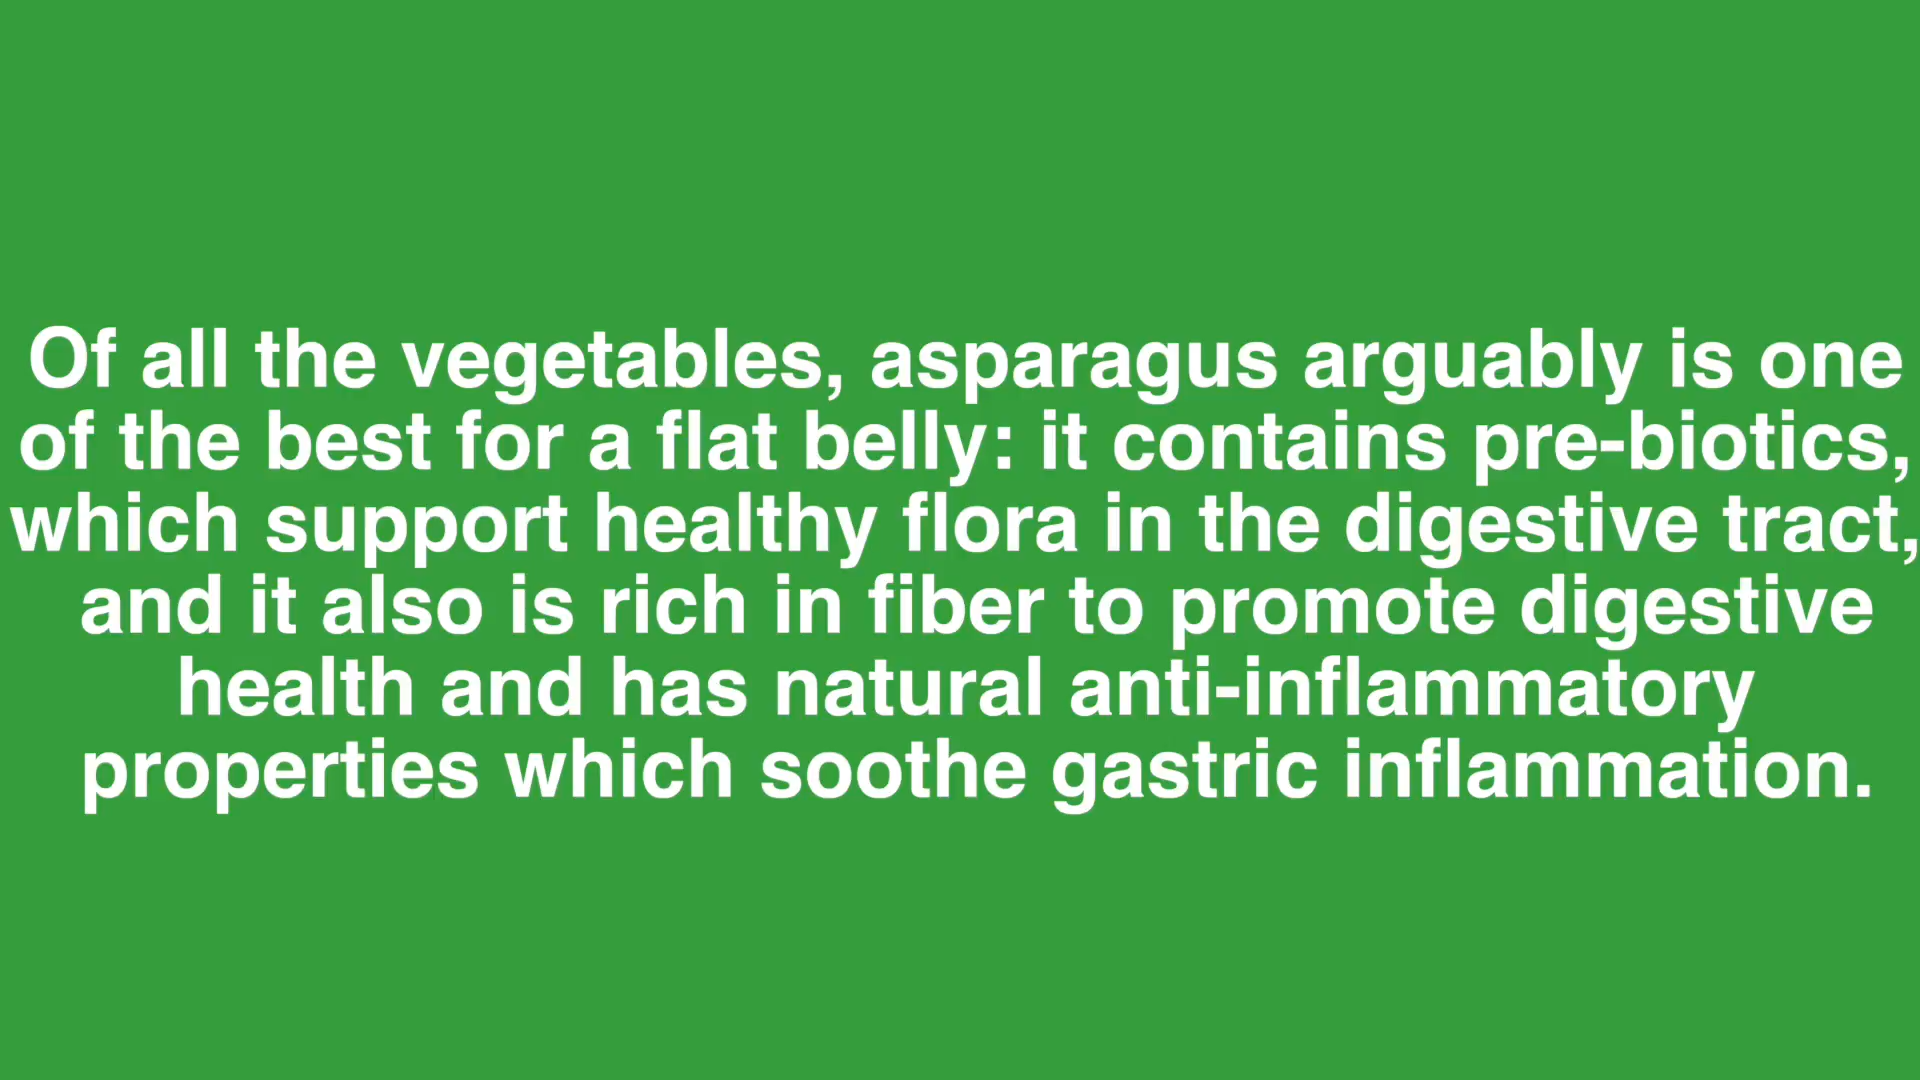 Of all the vegetables, asparagus arguably is one
of the best for a flat belly: it contains pre-biotics,
which support healthy flora in the digestive tract,
and it also is rich in fiber to promote digestive
health and has natural anti-inflammatory
properties which soothe gastric inflammation.